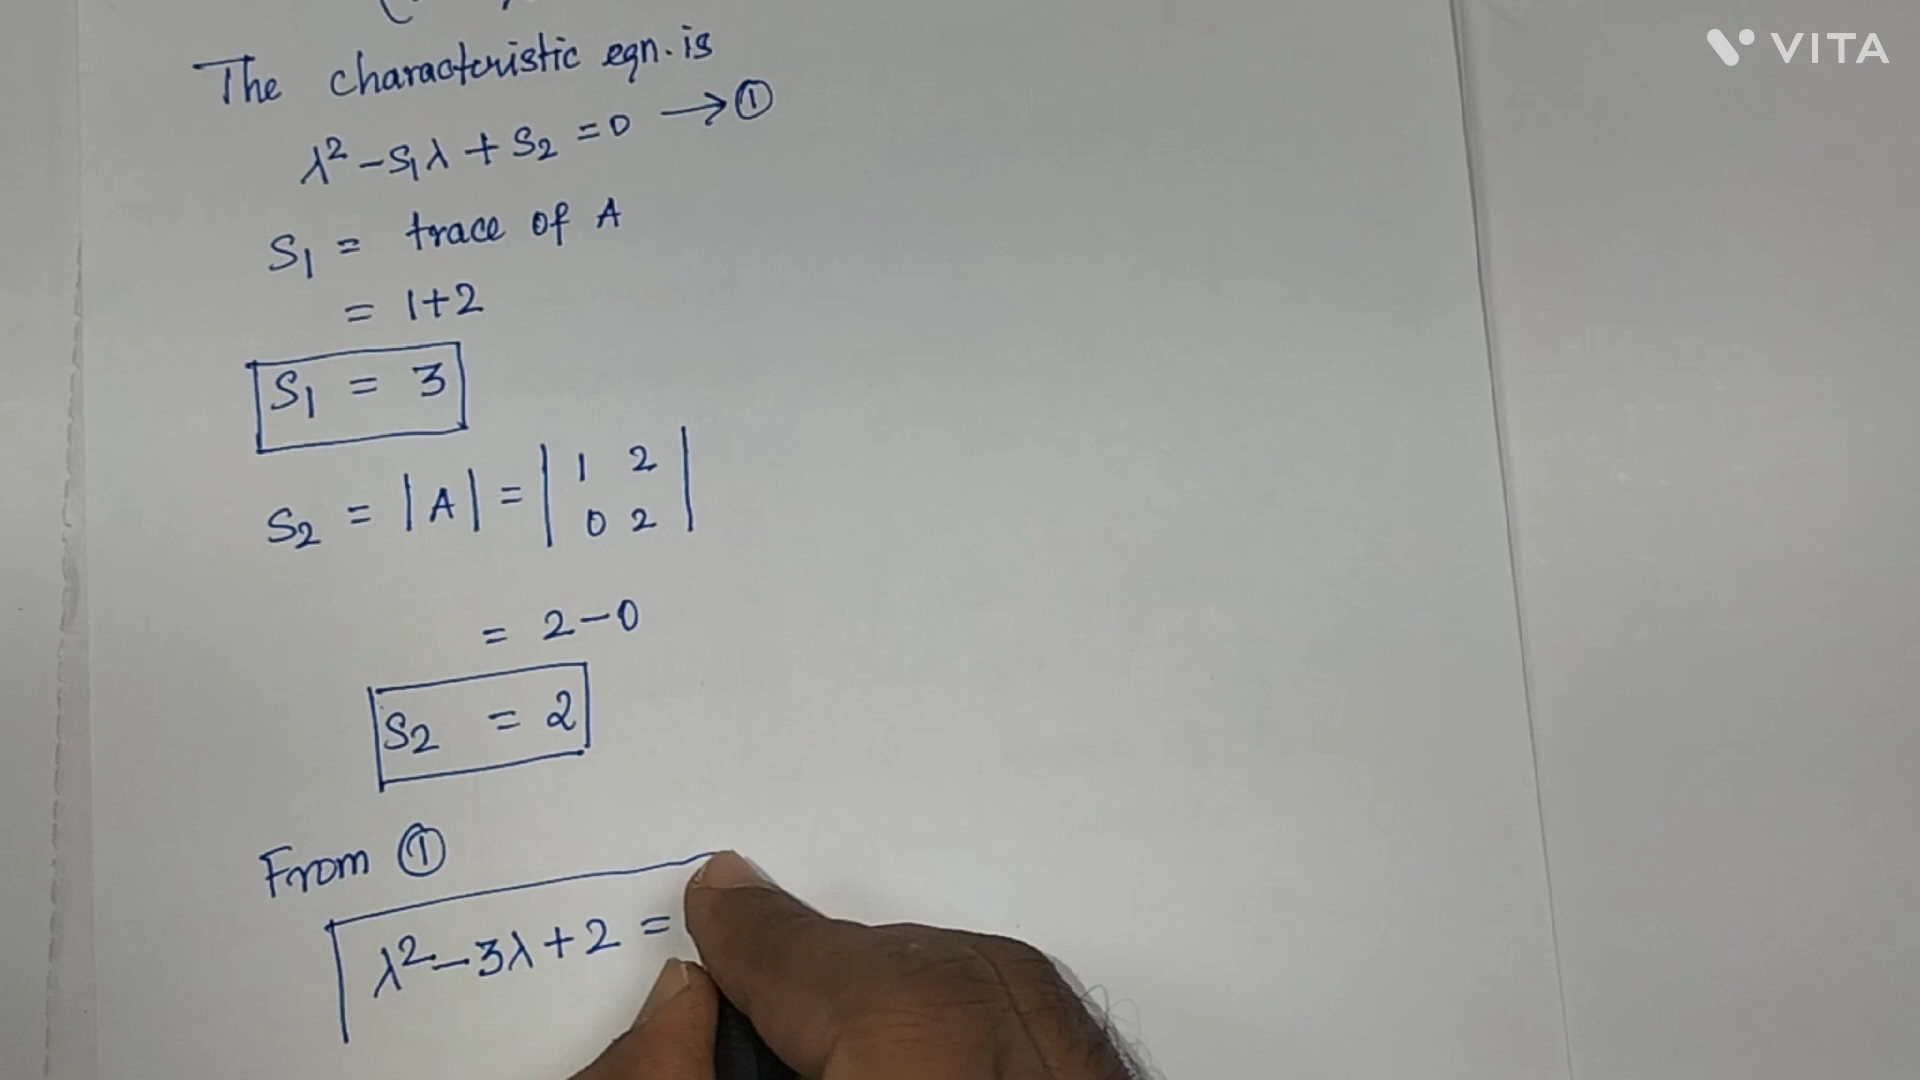 VITA
The characteristic eqn. is
λ² - S₁λ + S₂ = 0 → ①
S₁ = trace of A
= 1+2
S₁ = 3
S₂ = |A| = | 1 2
0 2 |
= 2-0
S₂ = 2
From ①
λ² - 3λ + 2 =